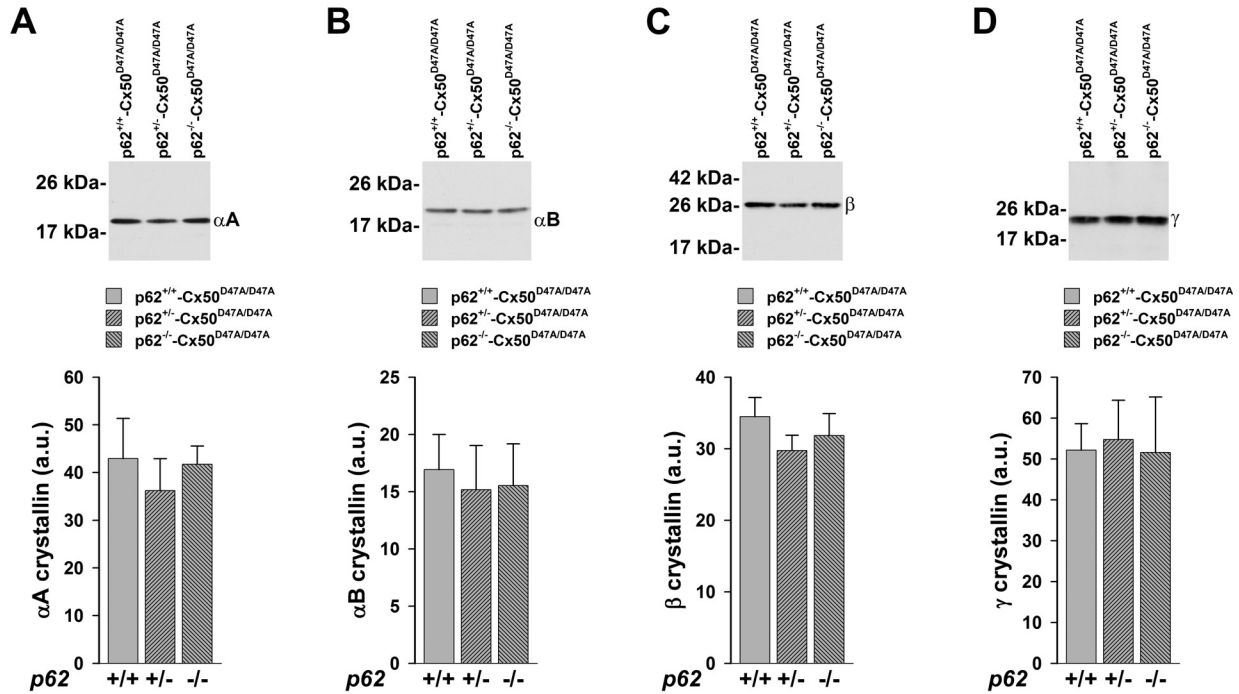 A
p62+/+-Cx50D47A/D47A
p62+/--Cx50D47A/D47A
p62-/--Cx50D47A/D47A
26 kDa-
17 kDa-
αA
p62+/+-Cx50D47A/D47A
p62+/--Cx50D47A/D47A
p62-/--Cx50D47A/D47A
αA crystallin (a.u.)
60
50
40
30
20
10
0
p62 +/+ +/- -/-
B
p62+/+-Cx50D47A/D47A
p62+/--Cx50D47A/D47A
p62-/--Cx50D47A/D47A
26 kDa-
17 kDa-
αB
p62+/+-Cx50D47A/D47A
p62+/--Cx50D47A/D47A
p62-/--Cx50D47A/D47A
αB crystallin (a.u.)
25
20
15
10
5
0
p62 +/+ +/- -/-
C
p62+/+-Cx50D47A/D47A
p62+/--Cx50D47A/D47A
p62-/--Cx50D47A/D47A
42 kDa-
26 kDa-
17 kDa-
β
p62+/+-Cx50D47A/D47A
p62+/--Cx50D47A/D47A
p62-/--Cx50D47A/D47A
β crystallin (a.u.)
40
30
20
10
0
p62 +/+ +/- -/-
D
p62+/+-Cx50D47A/D47A
p62+/--Cx50D47A/D47A
p62-/--Cx50D47A/D47A
26 kDa-
17 kDa-
γ
p62+/+-Cx50D47A/D47A
p62+/--Cx50D47A/D47A
p62-/--Cx50D47A/D47A
γ crystallin (a.u.)
70
60
50
40
30
20
10
0
p62 +/+ +/- -/-